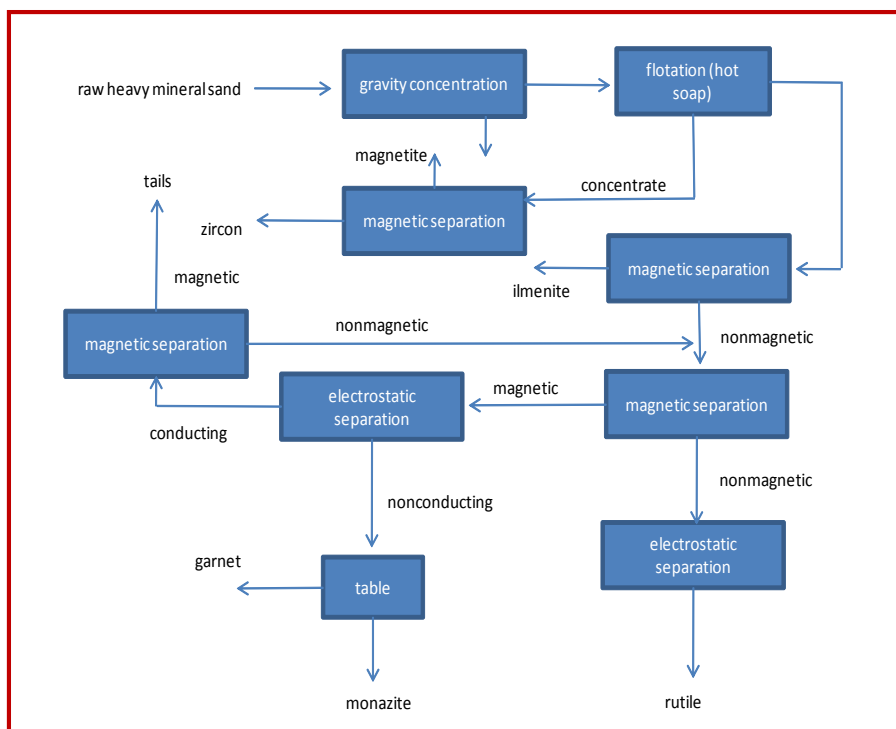 raw heavy mineral sand
gravity concentration
flotation (hot
soap)
magnetite
concentrate
tails
magnetic separation
zircon
magnetic separation
ilmenite
magnetic
nonmagnetic
nonmagnetic
magnetic separation
electrostatic
separation
magnetic
magnetic separation
conducting
nonmagnetic
nonconducting
electrostatic
separation
garnet
table
monazite
rutile